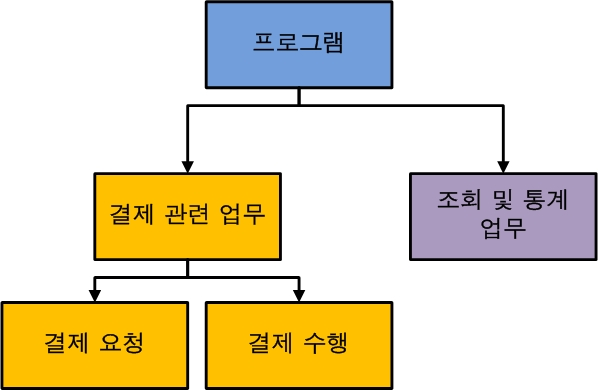 프로그램
결제 관련 업무
조회 및 통계
업무
결제 요청
결제 수행